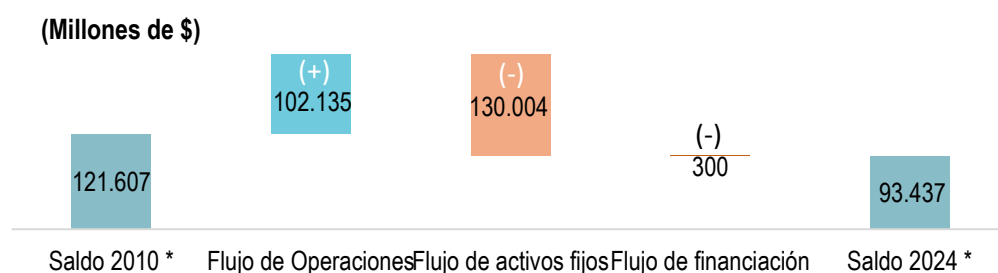 (Millones de $)
(+)
102.135
(-)
130.004
(-)
300
121.607
93.437
Saldo 2010 *
Flujo de Operaciones
Flujo de activos fijos
Flujo de financiación
Saldo 2024 *